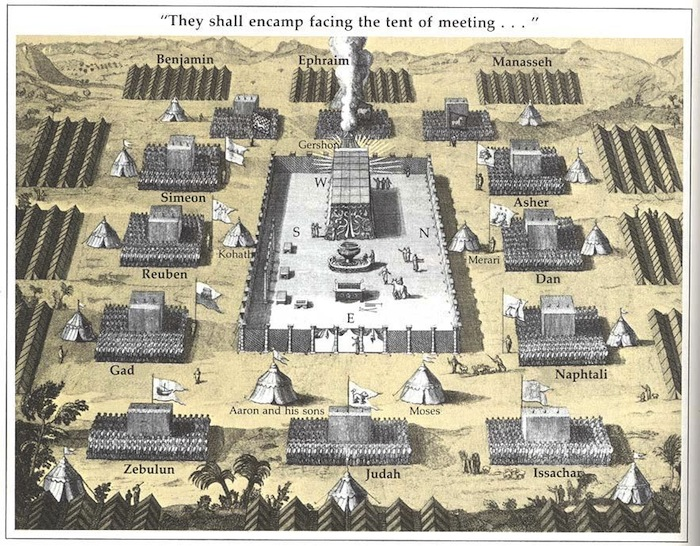 "They shall encamp facing the tent of meeting . . . "
Benjamin
Ephraim
Manasseh
Gershon
W
Simeon
Asher
S
N
Kohath
Merari
Reuben
Dan
E
Gad
Naphtali
Aaron and his sons
Moses
Zebulun
Judah
Issachar